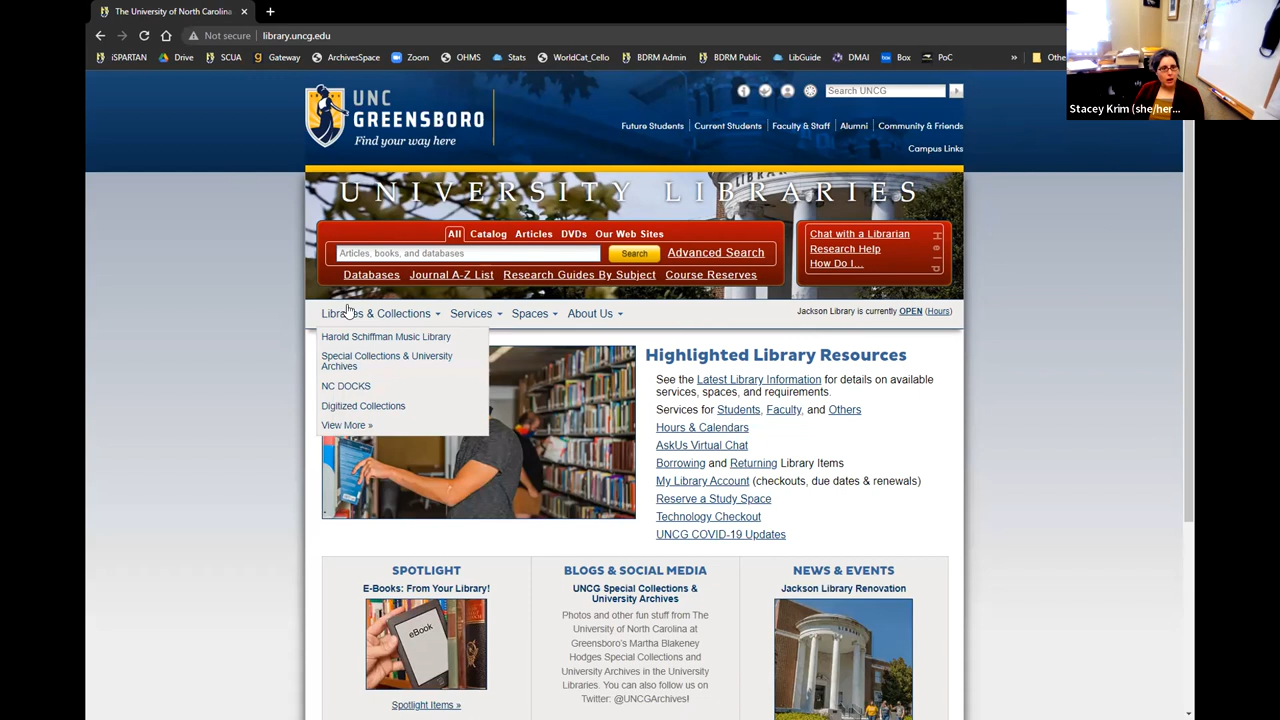 The University of North Carolina
Not secure
library.uncg.edu
iSPARTAN
Drive
SCUA
Gateway
ArchivesSpace
Zoom
OHMS
Stats
WorldCat_Cello
BDRM Admin
BDRM Public
LibGuide
DMAI
Box
PoC
»
Othe
Stacey Krim (she/her...
UNC
GREENSBORO
Find your way here
Search UNCG
Future Students
Current Students
Faculty & Staff
Alumni
Community & Friends
Campus Links
UNIVERSITY LIBRARIES
All
Catalog
Articles
DVDs
Our Web Sites
Articles, books, and databases
Search
Advanced Search
Databases
Journal A-Z List
Research Guides By Subject
Course Reserves
Chat with a Librarian
Research Help
How Do I...
Help
Libraries & Collections
Services
Spaces
About Us
Jackson Library is currently OPEN (Hours)
Harold Schiffman Music Library
Special Collections & University
Archives
NC DOCKS
Digitized Collections
View More »
Highlighted Library Resources
See the Latest Library Information for details on available
services, spaces, and requirements.
Services for Students, Faculty, and Others
Hours & Calendars
AskUs Virtual Chat
Borrowing and Returning Library Items
My Library Account (checkouts, due dates & renewals)
Reserve a Study Space
Technology Checkout
UNCG COVID-19 Updates
SPOTLIGHT
E-Books: From Your Library!
eBook
Spotlight Items »
BLOGS & SOCIAL MEDIA
UNCG Special Collections &
University Archives
Photos and other fun stuff from The
University of North Carolina at
Greensboro's Martha Blakeney
Hodges Special Collections and
University Archives in the University
Libraries. You can also follow us on
Twitter: @UNCGArchives!
NEWS & EVENTS
Jackson Library Renovation